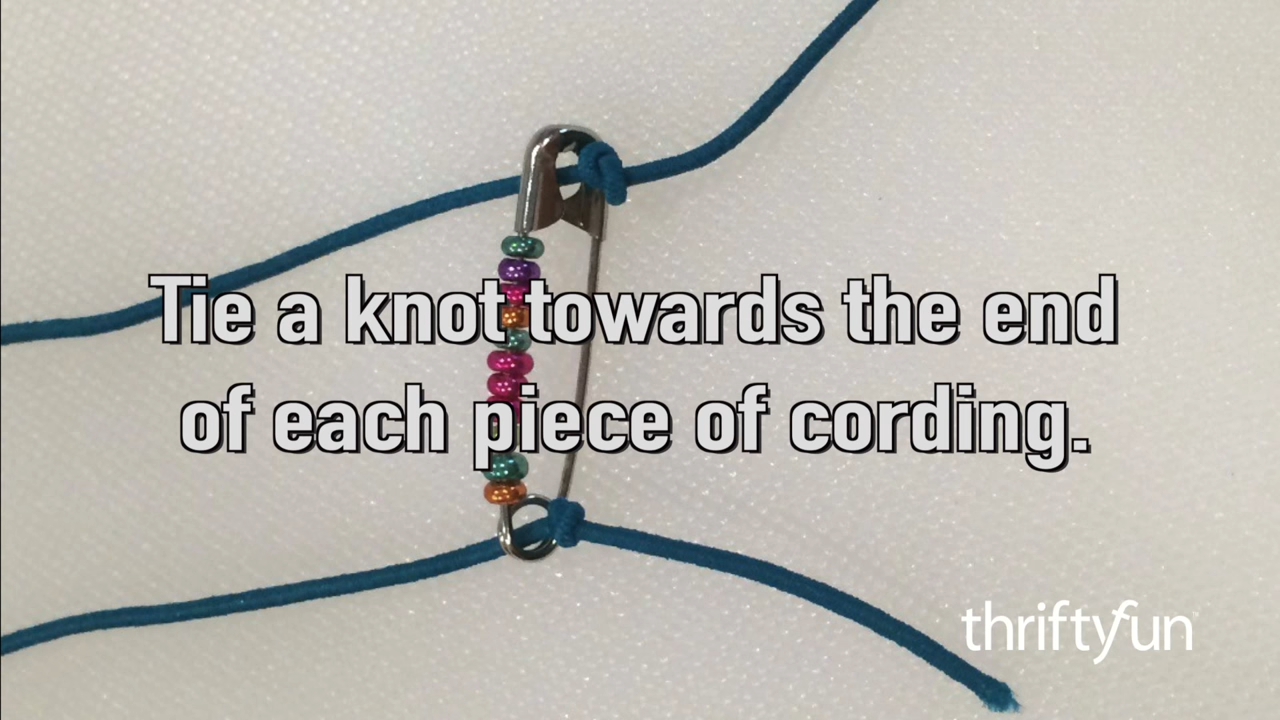 Tie a knot towards the end
of each piece of cording.
thriftyfun